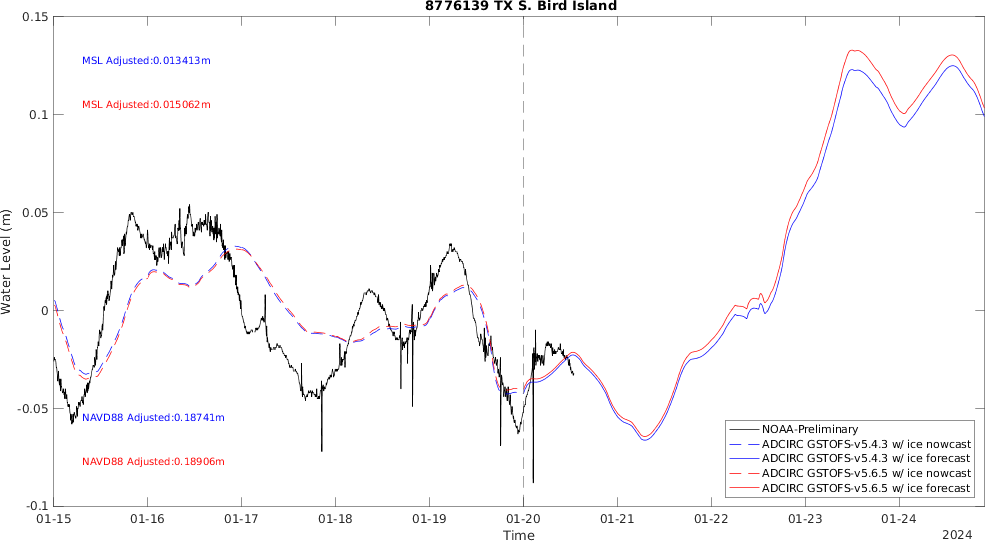 8776139 TX S. Bird Island
0.15
MSL Adjusted:0.013413m
0.1
MSL Adjusted:0.015062m
0.05
0
-0.05
NAVD88 Adjusted:0.18741m
NAVD88 Adjusted:0.18906m
-0.1
Water Level (m)
NOAA-Preliminary
ADCIRC GSTOFS-v5.4.3 w/ ice nowcast
ADCIRC GSTOFS-v5.4.3 w/ ice forecast
ADCIRC GSTOFS-v5.6.5 w/ ice nowcast
ADCIRC GSTOFS-v5.6.5 w/ ice forecast
01-15 01-16 01-17 01-18 01-19 01-20 01-21 01-22 01-23 01-24
Time
2024